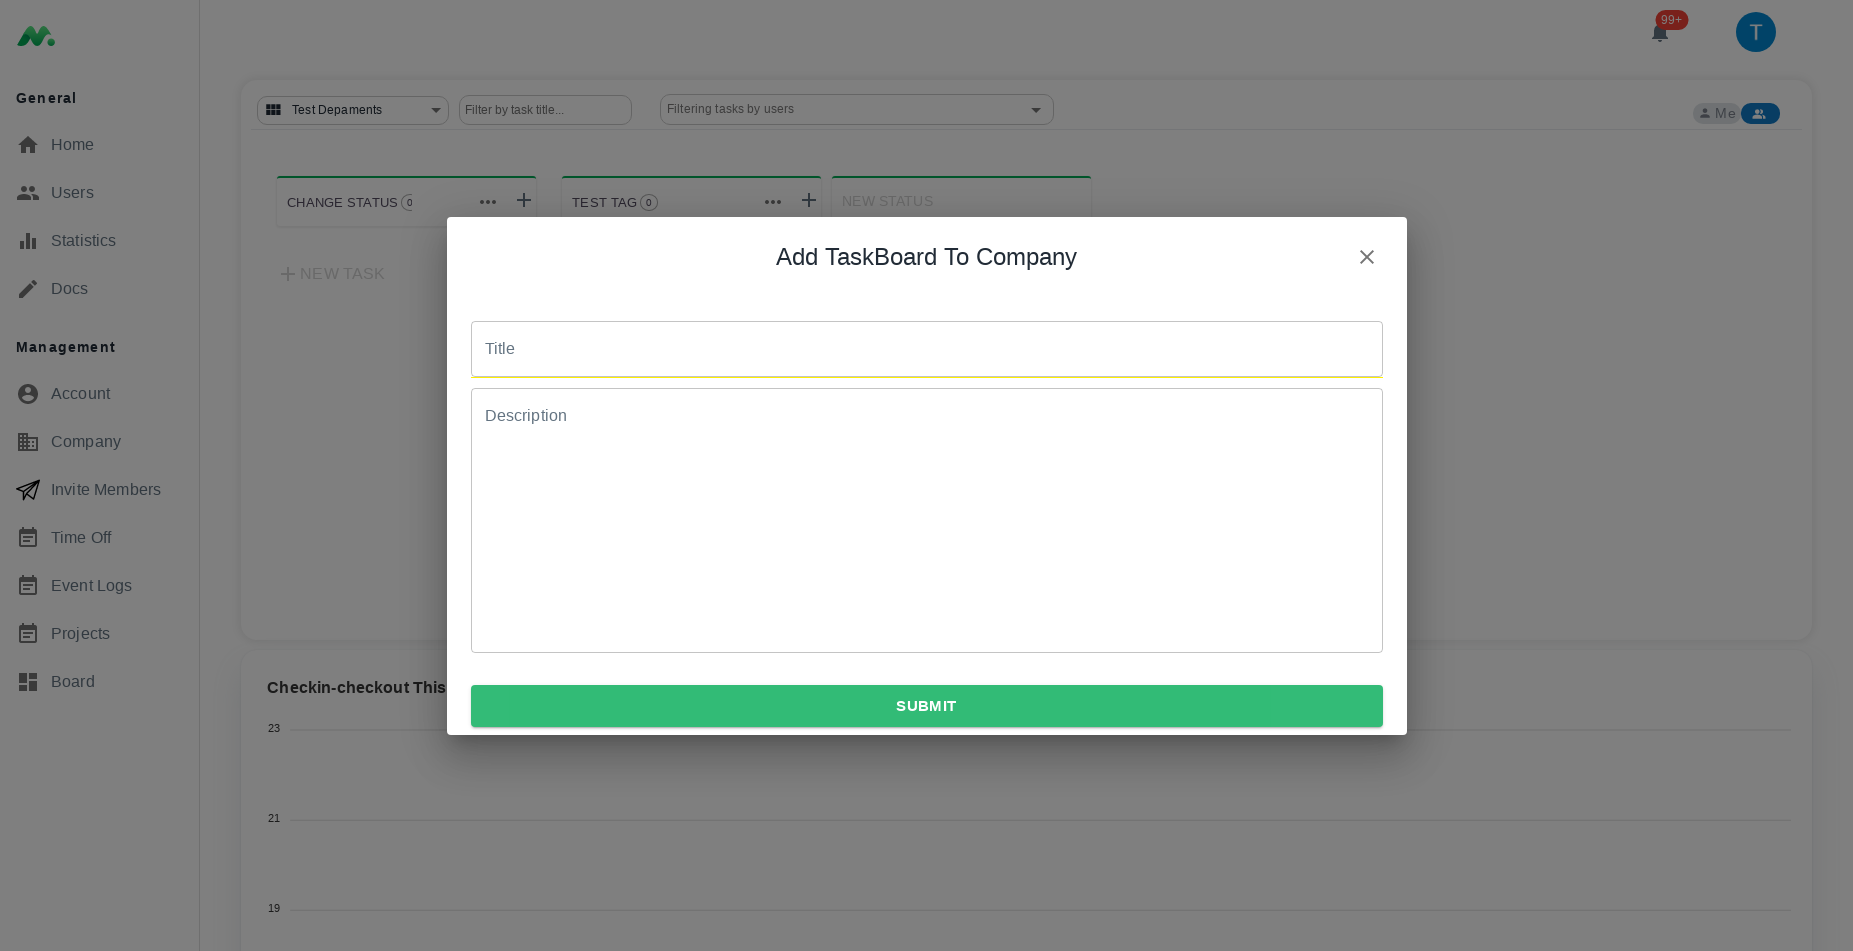 General
Home
Users
Statistics
Docs
Management
Account
Company
Invite Members
Time Off
Event Logs
Projects
Board
99+
T
Test Depaments
Filter by task title...
Filtering tasks by users
Me
CHANGE STATUS 0
TEST TAG 0
NEW STATUS
NEW TASK
Add TaskBoard To Company
Title
Description
SUBMIT
Checkin-checkout This
23
21
19